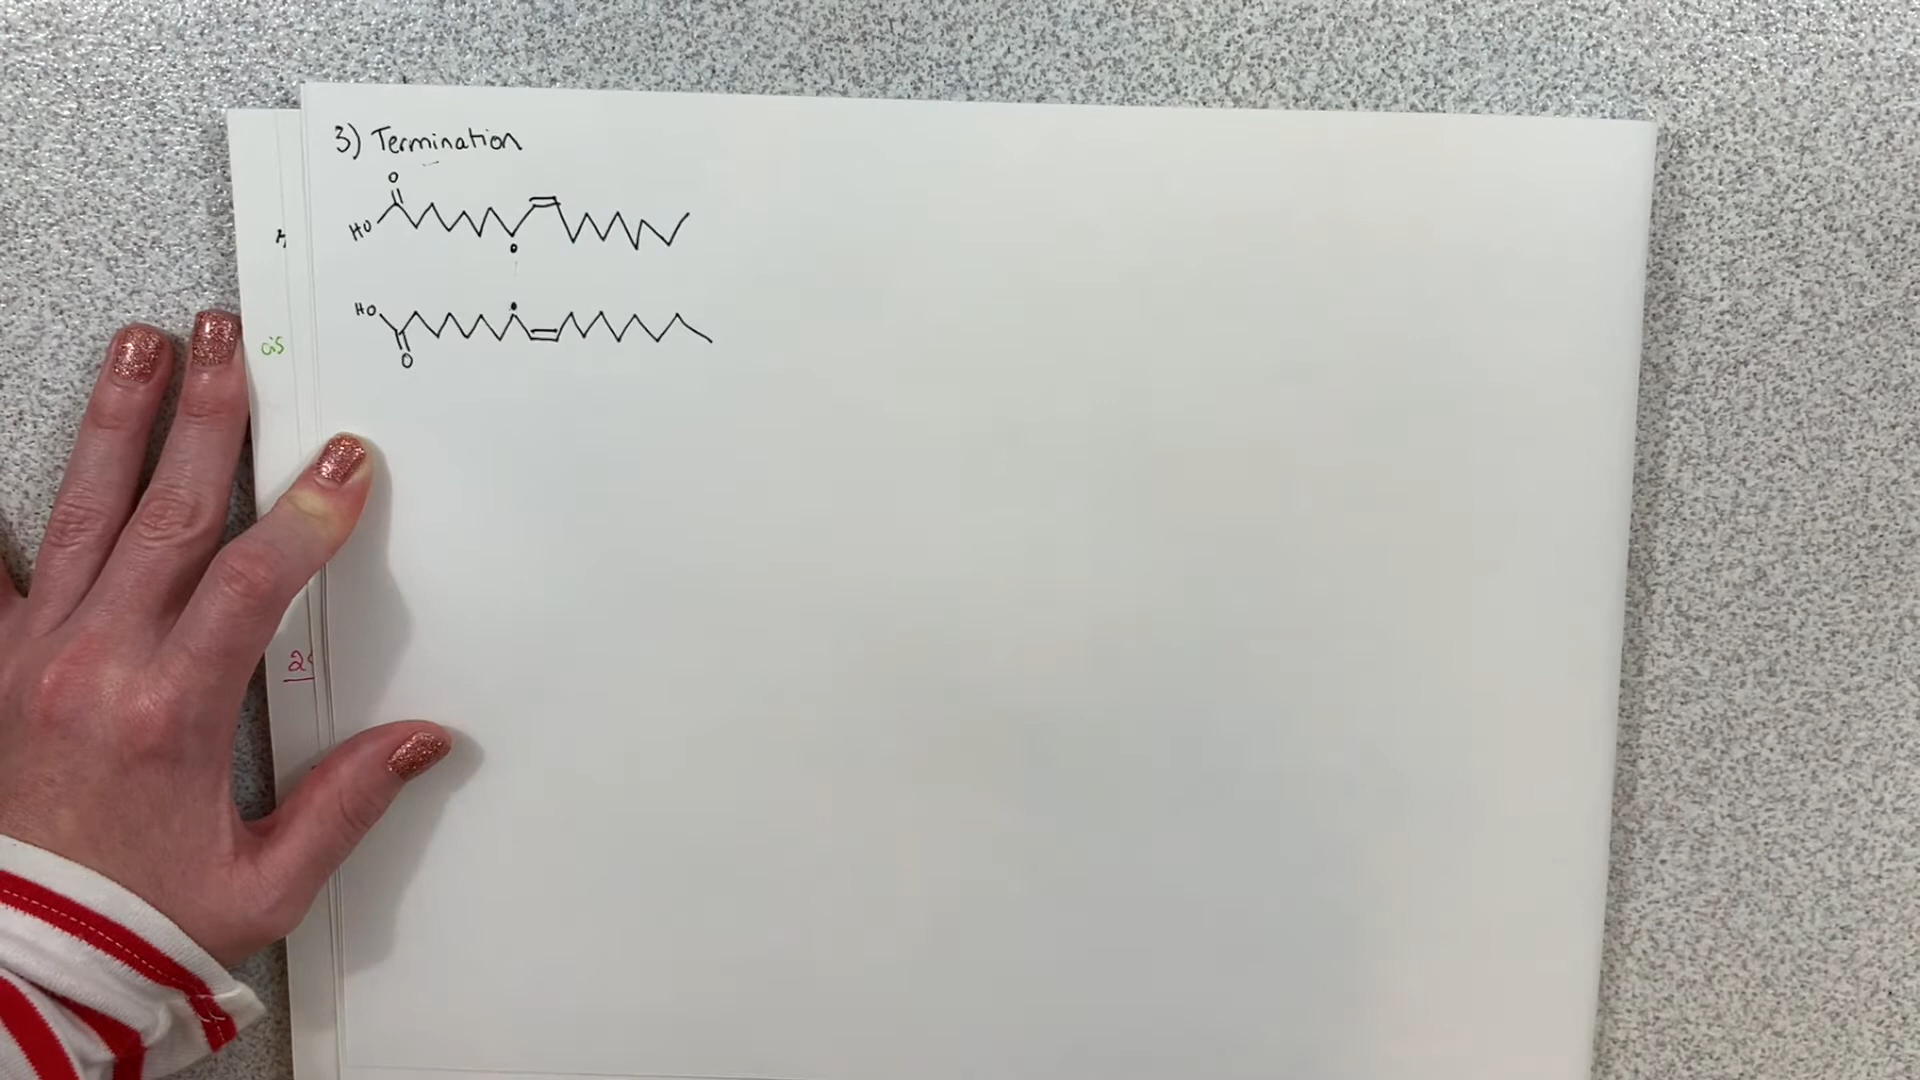 3) Termination
O
HO
HO
O
cis